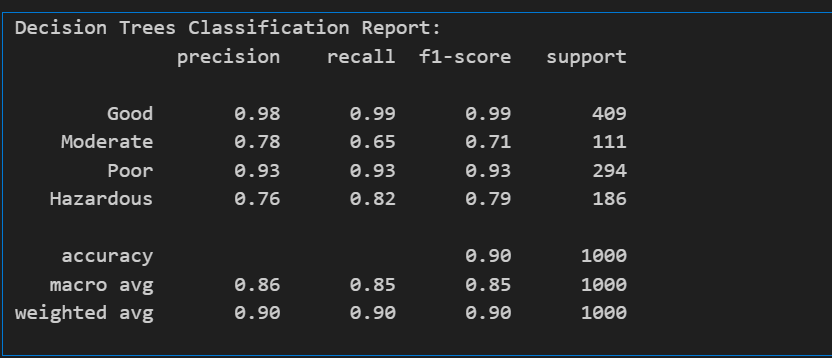 Decision Trees Classification Report:
precision recall f1-score support
Good 0.98 0.99 0.99 409
Moderate 0.78 0.65 0.71 111
Poor 0.93 0.93 0.93 294
Hazardous 0.76 0.82 0.79 186
accuracy 0.90 1000
macro avg 0.86 0.85 0.85 1000
weighted avg 0.90 0.90 0.90 1000